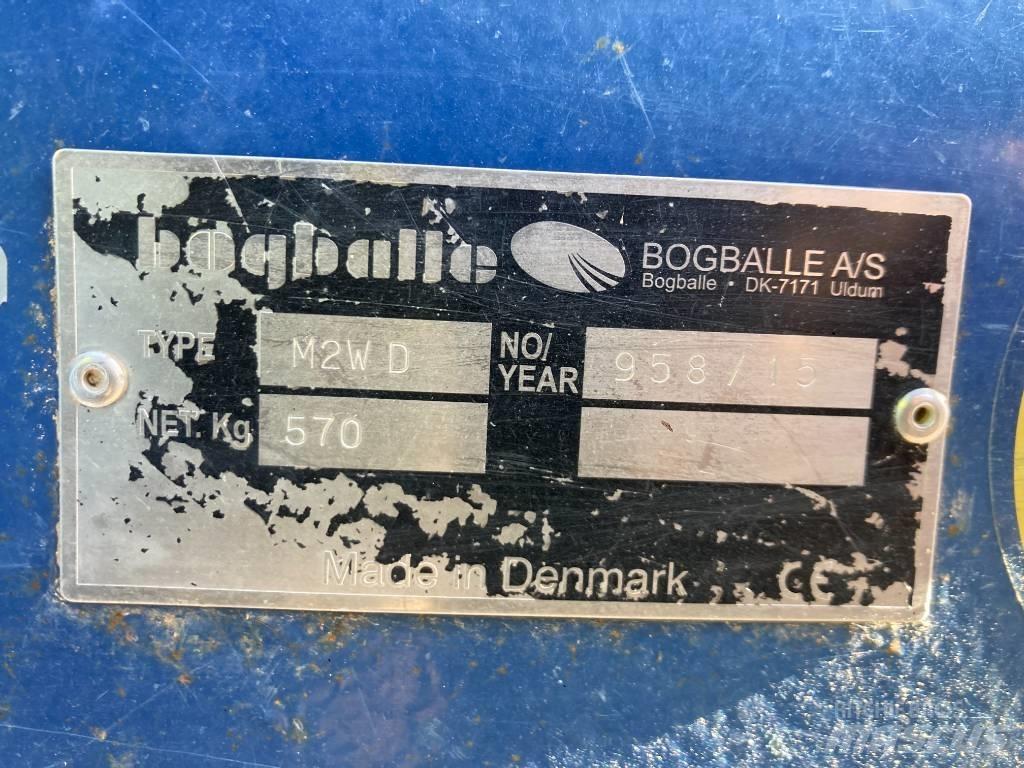 bogballe
BOGBALLE A/S
Bogballe • DK-7171 Uldum
TYPE M2W D NO/YEAR 958/15
NET. Kg 570
Made in Denmark CE